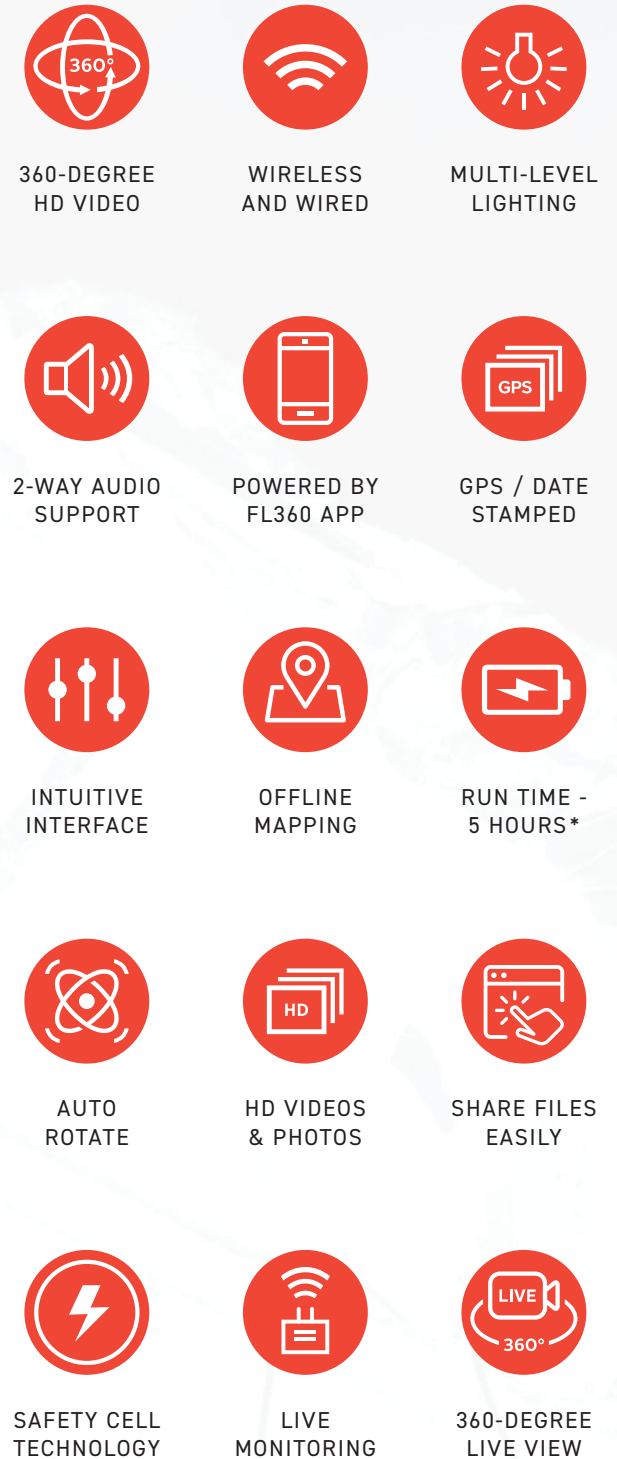 360°
360-DEGREE
HD VIDEO
WIRELESS
AND WIRED
MULTI-LEVEL
LIGHTING
2-WAY AUDIO
SUPPORT
POWERED BY
FL360 APP
GPS
GPS / DATE
STAMPED
INTUITIVE
INTERFACE
OFFLINE
MAPPING
RUN TIME -
5 HOURS*
AUTO
ROTATE
HD
HD VIDEOS
& PHOTOS
SHARE FILES
EASILY
SAFETY CELL
TECHNOLOGY
LIVE
MONITORING
LIVE
360°
360-DEGREE
LIVE VIEW